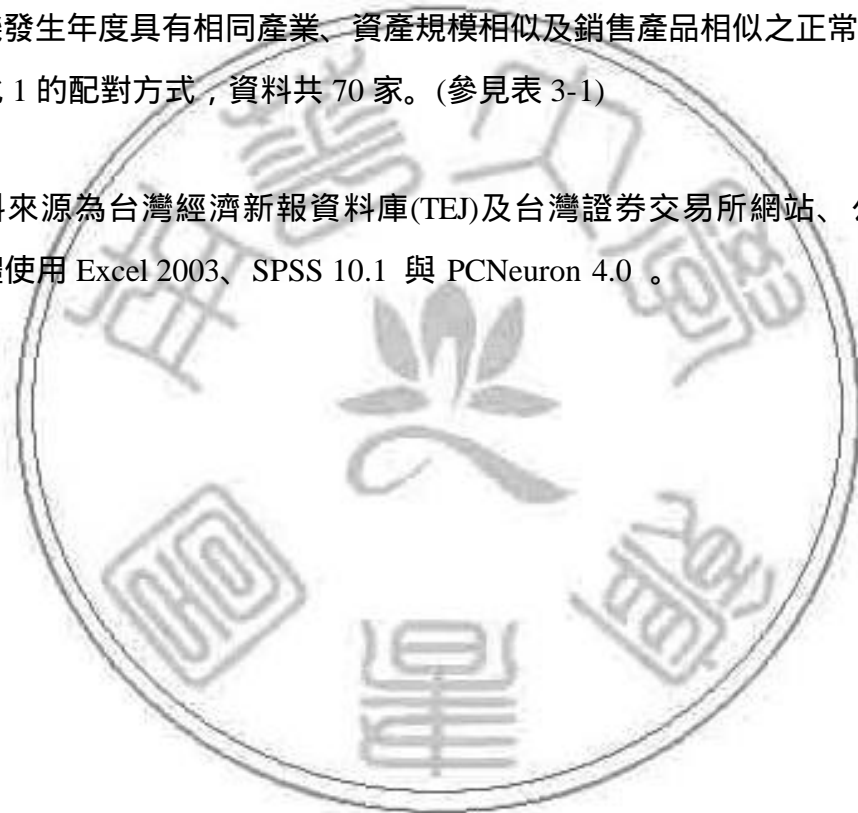 發生年度具有相同產業、資產規模相似及銷售產品相似之正常
1 的配對方式，資料共 70 家。(參見表 3-1)
來源為台灣經濟新報資料庫(TEJ)及台灣證券交易所網站、
使用 Excel 2003、SPSS 10.1 與 PCNeuron 4.0 。